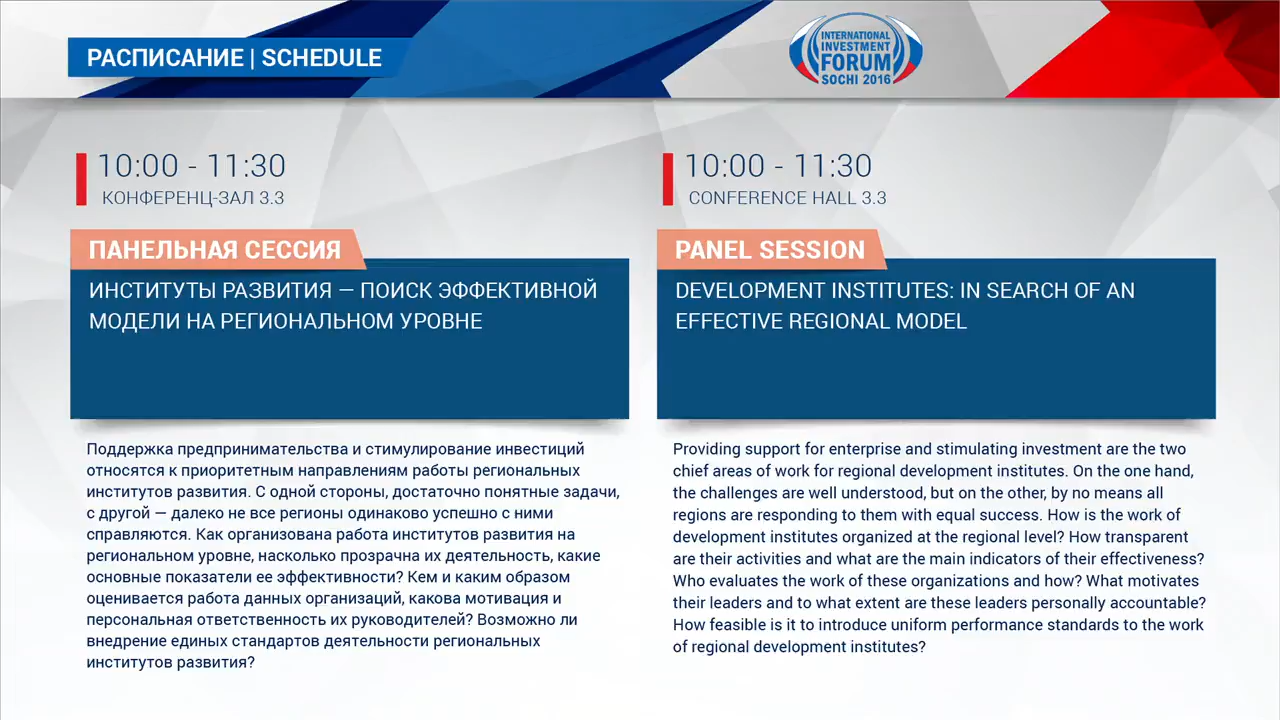 РАСПИСАНИЕ | SCHEDULE
INTERNATIONAL
INVESTMENT
FORUM
SOCHI 2016
10:00 - 11:30
КОНФЕРЕНЦ-ЗАЛ 3.3
ПАНЕЛЬНАЯ СЕССИЯ
ИНСТИТУТЫ РАЗВИТИЯ — ПОИСК ЭФФЕКТИВНОЙ
МОДЕЛИ НА РЕГИОНАЛЬНОМ УРОВНЕ
Поддержка предпринимательства и стимулирование инвестиций
относятся к приоритетным направлениям работы региональных
институтов развития. С одной стороны, достаточно понятные задачи,
с другой — далеко не все регионы одинаково успешно с ними
справляются. Как организована работа институтов развития на
региональном уровне, насколько прозрачна их деятельность, какие
основные показатели ее эффективности? Кем и каким образом
оценивается работа данных организаций, какова мотивация и
персональная ответственность их руководителей? Возможно ли
внедрение единых стандартов деятельности региональных
институтов развития?
10:00 - 11:30
CONFERENCE HALL 3.3
PANEL SESSION
DEVELOPMENT INSTITUTES: IN SEARCH OF AN
EFFECTIVE REGIONAL MODEL
Providing support for enterprise and stimulating investment are the two
chief areas of work for regional development institutes. On the one hand,
the challenges are well understood, but on the other, by no means all
regions are responding to them with equal success. How is the work of
development institutes organized at the regional level? How transparent
are their activities and what are the main indicators of their effectiveness?
Who evaluates the work of these organizations and how? What motivates
their leaders and to what extent are these leaders personally accountable?
How feasible is it to introduce uniform performance standards to the work
of regional development institutes?